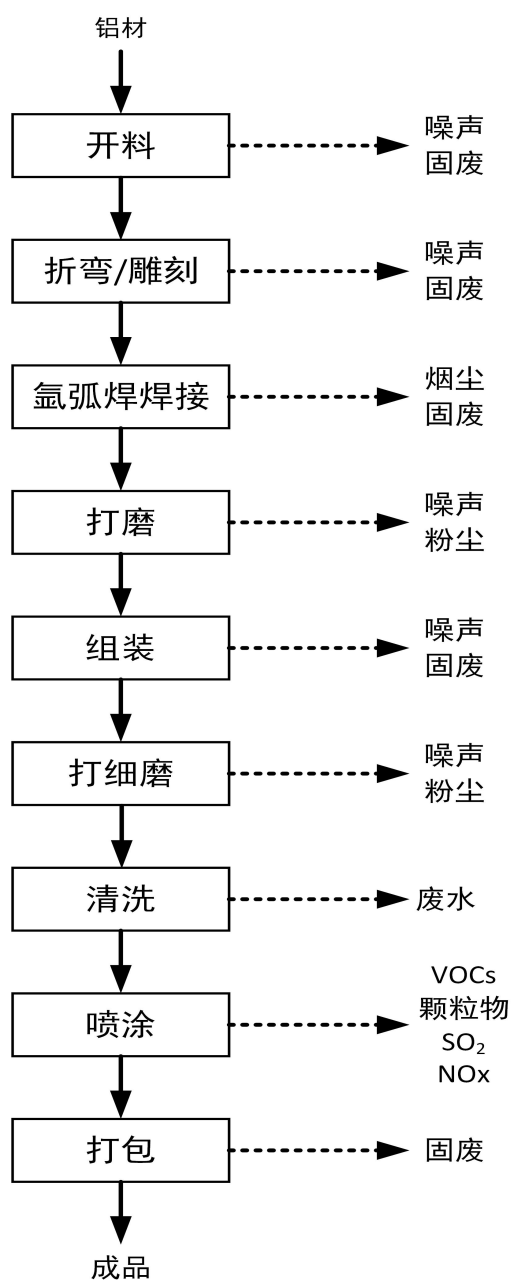 铝材
开料
噪声
固废
折弯/雕刻
噪声
固废
氩弧焊焊接
烟尘
固废
打磨
噪声
粉尘
组装
噪声
固废
打细磨
噪声
粉尘
清洗
废水
喷涂
VOCs
颗粒物
SO₂
NOx
打包
固废
成品